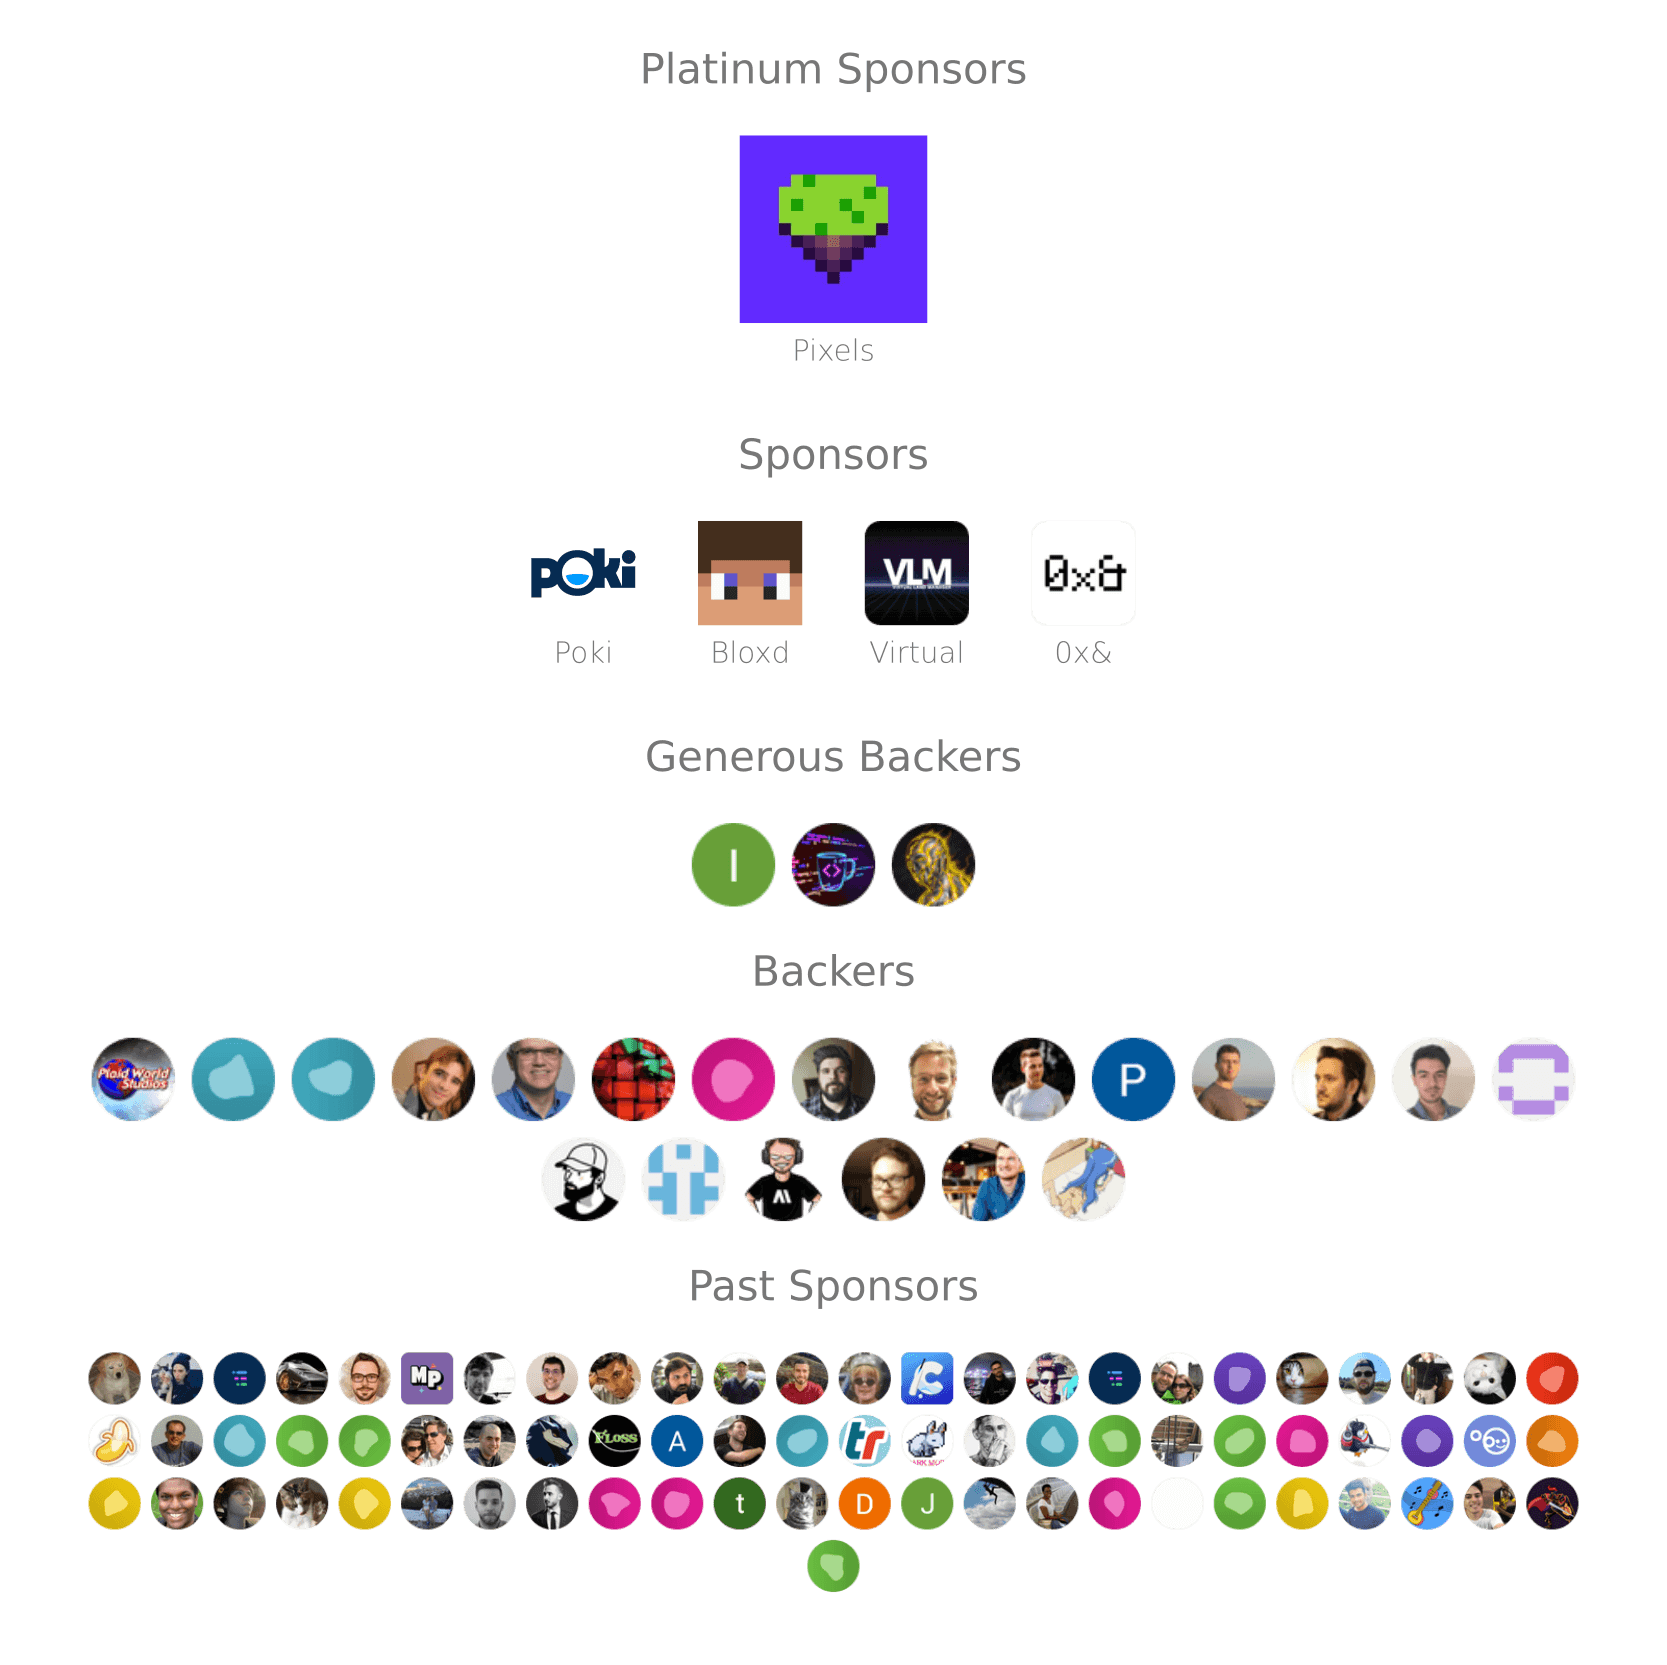 Platinum Sponsors
Pixels
Sponsors
poki
VLM
0x&
Poki
Bloxd
Virtual
0x&
Generous Backers
I
<>
Backers
Plaid World
Studios
P
Past Sponsors
MP
C
FLOSS
A
tr
t
D
J